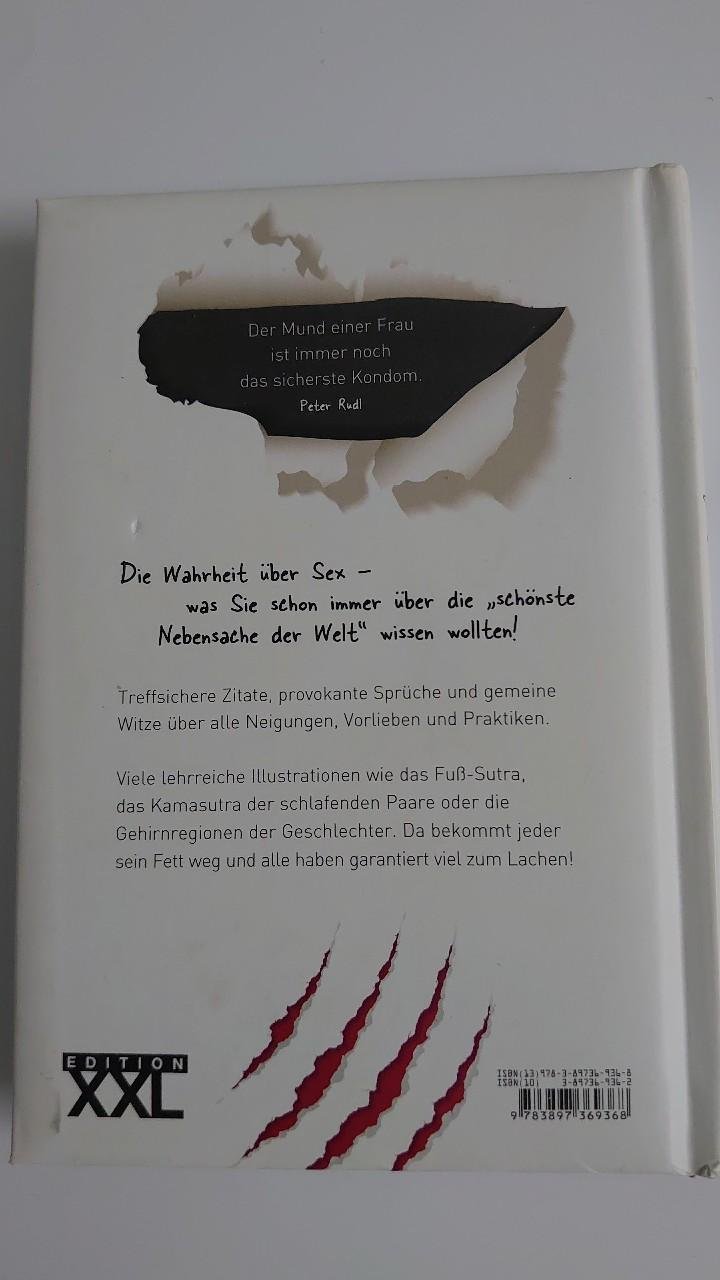 Der Mund einer Frau
ist immer noch
das sicherste Kondom.
Peter Rudl
Die Wahrheit über Sex –
was Sie schon immer über die „schönste
Nebensache der Welt“ wissen wollten!
Treffsichere Zitate, provokante Sprüche und gemeine
Witze über alle Neigungen, Vorlieben und Praktiken.
Viele lehrreiche Illustrationen wie das Fuß-Sutra,
das Kamasutra der schlafenden Paare oder die
Gehirnregionen der Geschlechter. Da bekommt jeder
sein Fett weg und alle haben garantiert viel zum Lachen!
EDITION
XXL
ISBN(13) 978-3-89736-936-8
ISBN(10) 3-89736-936-2
9 783897 369368